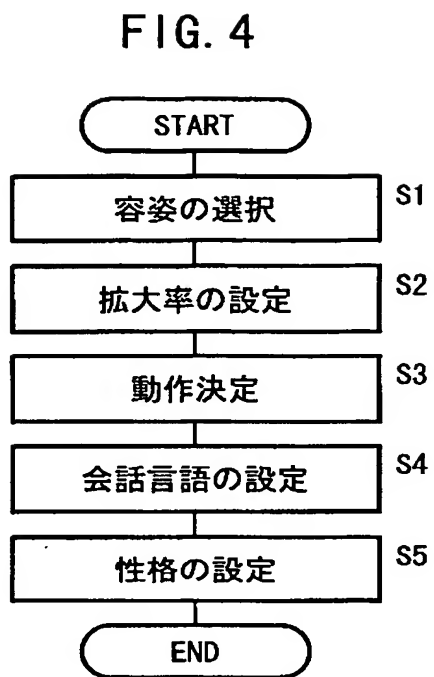 FIG. 4
START
容姿の選択 S1
拡大率の設定 S2
動作決定 S3
会話言語の設定 S4
性格の設定 S5
END